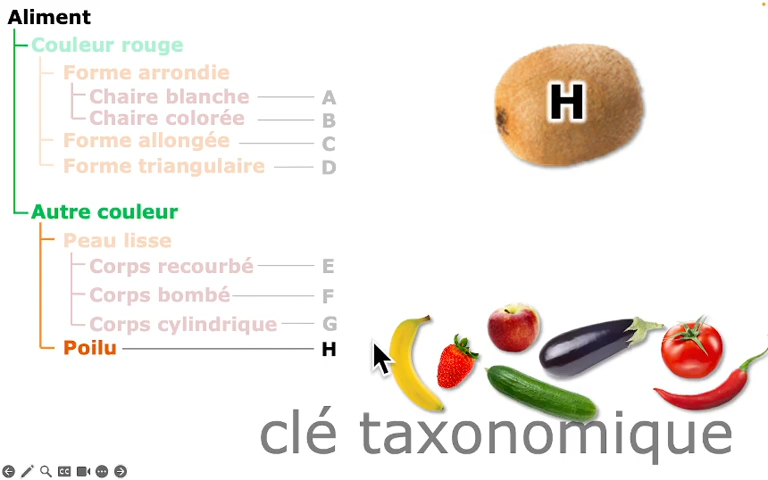 Aliment
Couleur rouge
Forme arrondie
Chaire blanche A
Chaire colorée B
Forme allongée C
Forme triangulaire D
Autre couleur
Peau lisse
Corps recourbé E
Corps bombé F
Corps cylindrique G
Poilu H
H
clé taxonomique
CC